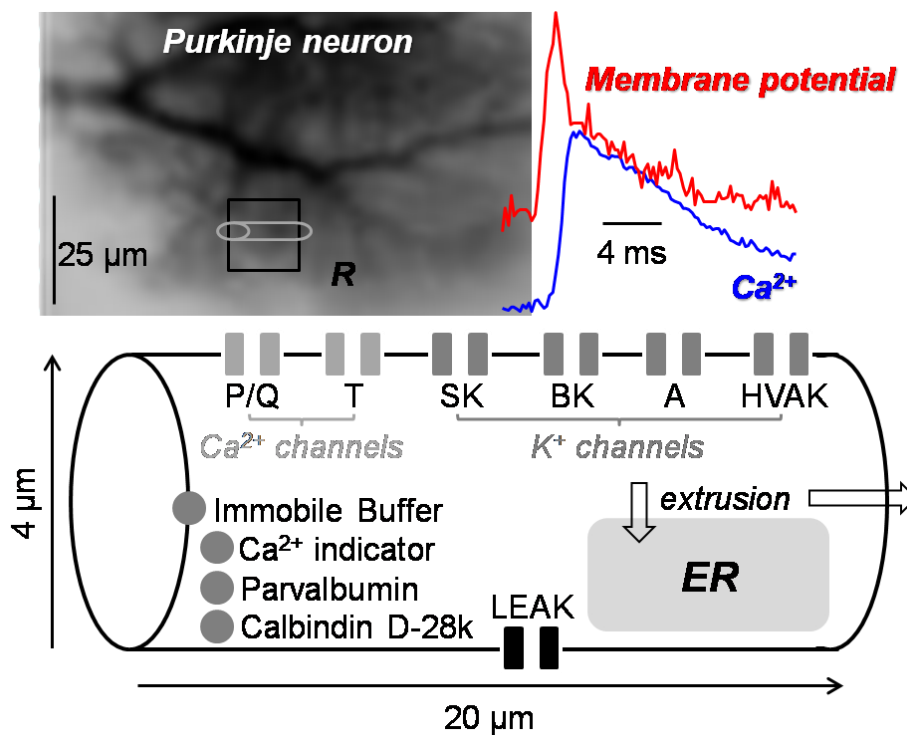 Purkinje neuron
Membrane potential
25 µm
R
4 ms
Ca²⁺
P/Q T SK BK A HVAK
Ca²⁺ channels K⁺ channels
4 µm
extrusion
Immobile Buffer
Ca²⁺ indicator
ER
Parvalbumin
LEAK
Calbindin D-28k
20 µm